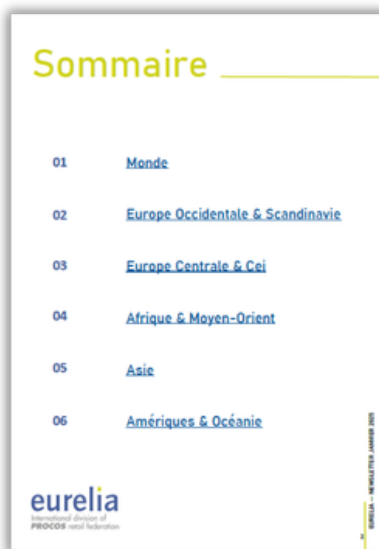 Sommaire
01 Monde
02 Europe Occidentale & Scandinavie
03 Europe Centrale & Cei
04 Afrique & Moyen-Orient
05 Asie
06 Amériques & Océanie
eurelia
International division of
PROCOS retail federation
EURELIA — NEWSLETTER JANVIER 2025